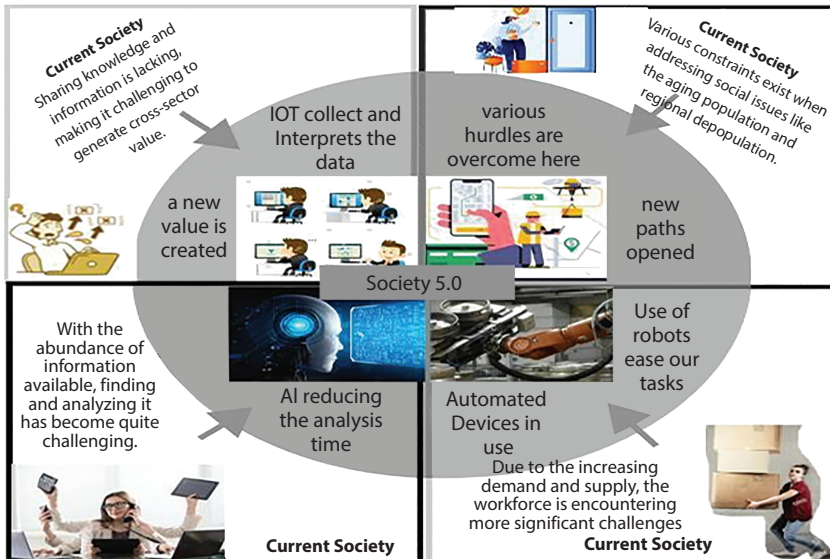 Current Society
Sharing knowledge and
information is lacking,
making it challenging to
generate cross-sector
value.
Current Society
Various constraints exist when
addressing social issues like
the aging population and
regional depopulation.
IOT collect and
Interprets the
data
various
hurdles are
overcome here
a new
value is
created
new
paths
opened
Society 5.0
With the
abundance of
information
available, finding
and analyzing it
has become quite
challenging.
AI reducing
the analysis
time
Automated
Devices in
use
Use of
robots
ease our
tasks
Due to the increasing
demand and supply, the
workforce is encountering
more significant challenges
Current Society
Current Society